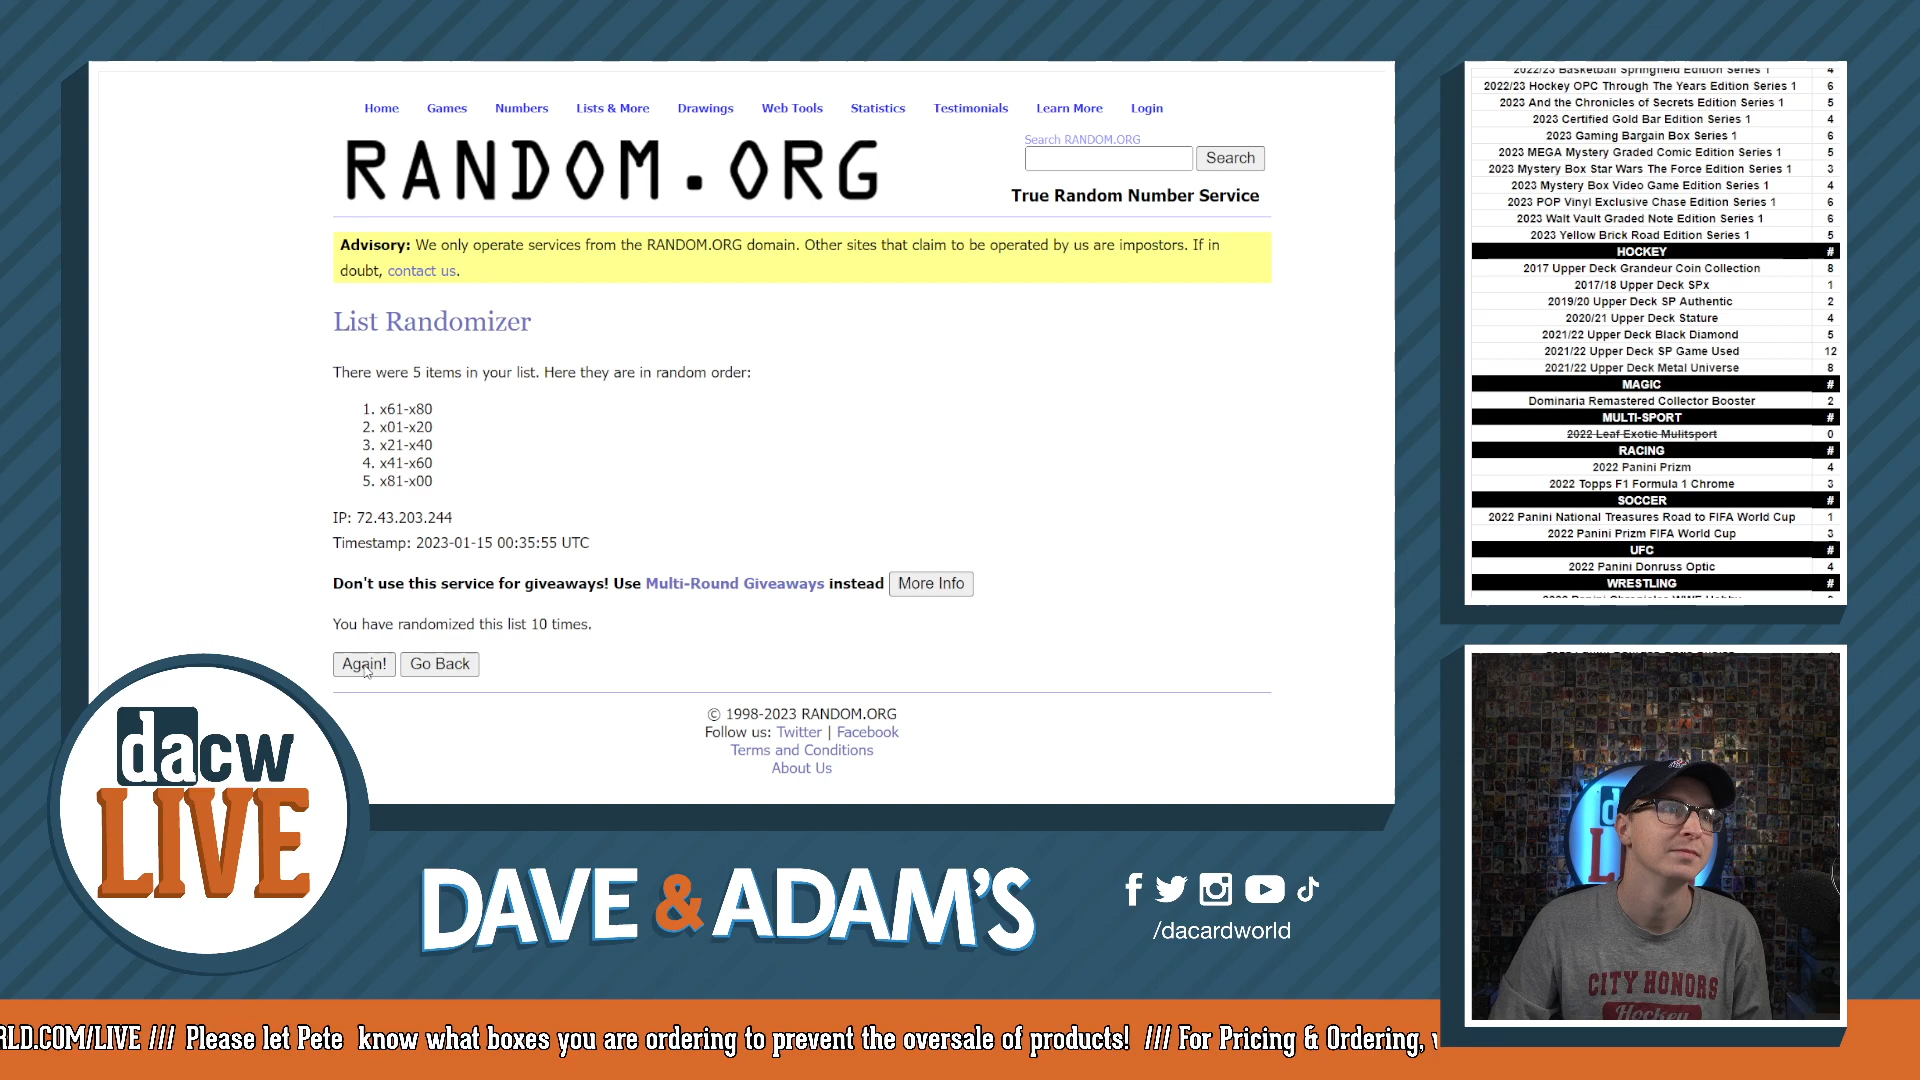 Home Games Numbers Lists & More Drawings Web Tools Statistics Testimonials Learn More Login
RANDOM.ORG
Search RANDOM.ORG
Search
True Random Number Service
Advisory: We only operate services from the RANDOM.ORG domain. Other sites that claim to be operated by us are impostors. If in
doubt, contact us.
List Randomizer
There were 5 items in your list. Here they are in random order:
1. x61-x80
2. x01-x20
3. x21-x40
4. x41-x60
5. x81-x00
IP: 72.43.203.244
Timestamp: 2023-01-15 00:35:55 UTC
Don't use this service for giveaways! Use Multi-Round Giveaways instead More Info
You have randomized this list 10 times.
Again! Go Back
© 1998-2023 RANDOM.ORG
Follow us: Twitter | Facebook
Terms and Conditions
About Us
2022/23 Basketball Springfield Edition Series 1 4
2022/23 Hockey OPC Through The Years Edition Series 1 6
2023 And the Chronicles of Secrets Edition Series 1 5
2023 Certified Gold Bar Edition Series 1 4
2023 Gaming Bargain Box Series 1 6
2023 MEGA Mystery Graded Comic Edition Series 1 5
2023 Mystery Box Star Wars The Force Edition Series 1 3
2023 Mystery Box Video Game Edition Series 1 4
2023 POP Vinyl Exclusive Chase Edition Series 1 6
2023 Walt Vault Graded Note Edition Series 1 6
2023 Yellow Brick Road Edition Series 1 5
HOCKEY #
2017 Upper Deck Grandeur Coin Collection 8
2017/18 Upper Deck SPx 1
2019/20 Upper Deck SP Authentic 2
2020/21 Upper Deck Stature 4
2021/22 Upper Deck Black Diamond 5
2021/22 Upper Deck SP Game Used 12
2021/22 Upper Deck Metal Universe 8
MAGIC #
Dominaria Remastered Collector Booster 2
MULTI-SPORT #
2022 Leaf Exotic Mulitsport 0
RACING #
2022 Panini Prizm 4
2022 Topps F1 Formula 1 Chrome 3
SOCCER #
2022 Panini National Treasures Road to FIFA World Cup 1
2022 Panini Prizm FIFA World Cup 3
UFC #
2022 Panini Donruss Optic 4
WRESTLING #
dacw
LIVE
DAVE & ADAM'S
/dacardworld
CITY HONORS
Hockey
RLD.COM/LIVE /// Please let Pete know what boxes you are ordering to prevent the oversale of products! /// For Pricing & Ordering,